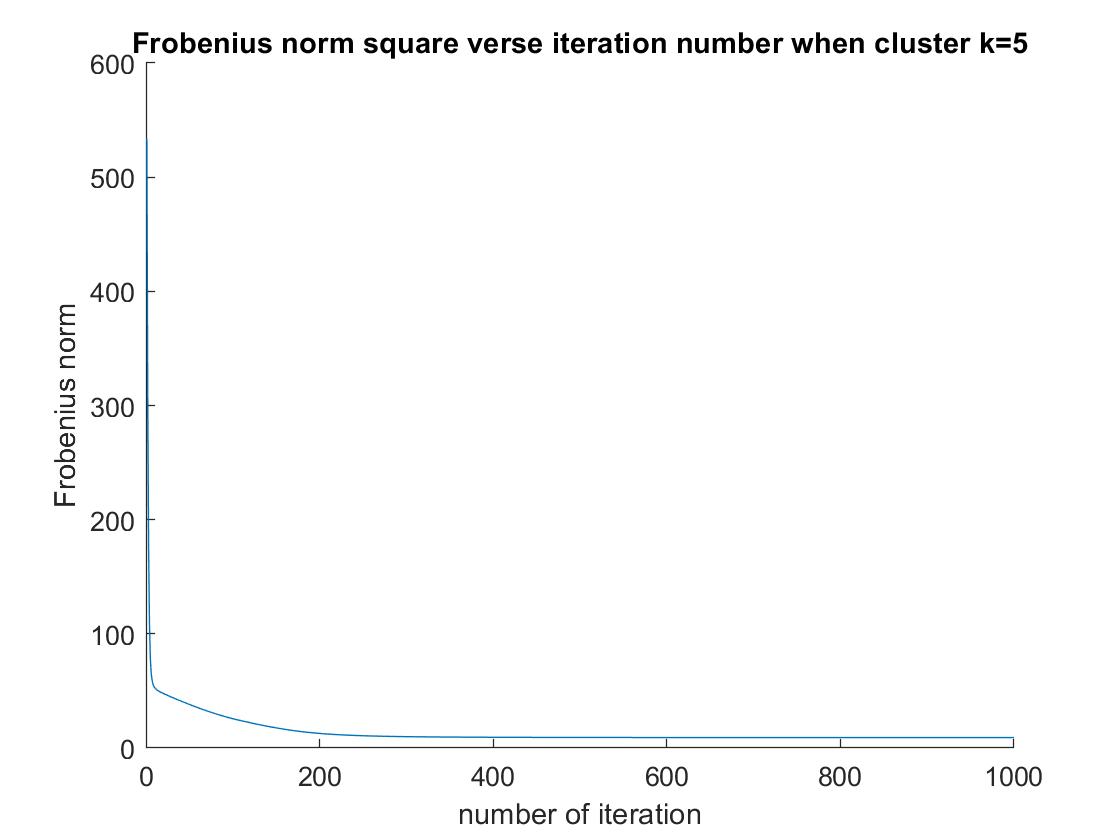 Frobenius norm square verse iteration number when cluster k=5
600
500
400
300
200
100
0
Frobenius norm
0 200 400 600 800 1000
number of iteration